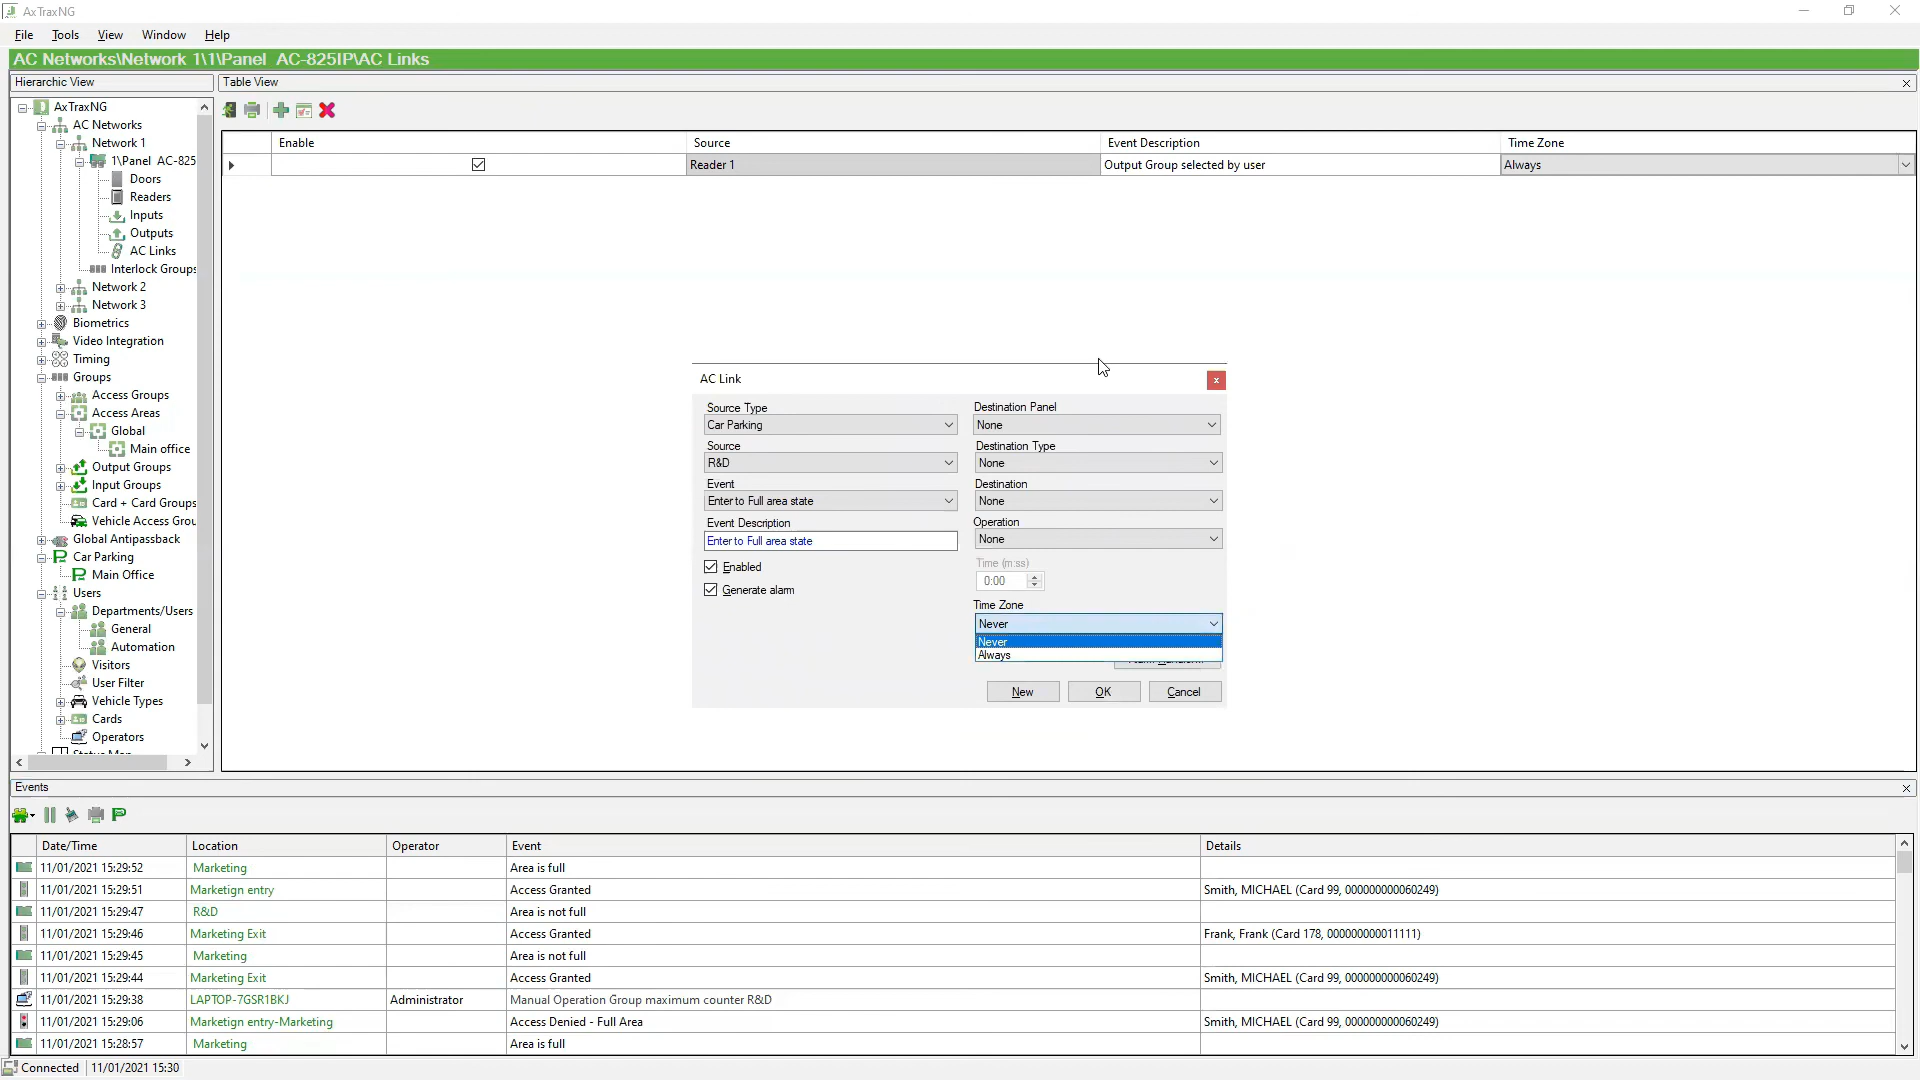 AxTraxNG
File Tools View Window Help
AC Networks\Network 1\1\Panel AC-825IP\AC Links
Hierarchic View
AxTraxNG
AC Networks
Network 1
1\Panel AC-825
Doors
Readers
Inputs
Outputs
AC Links
Interlock Groups
Network 2
Network 3
Biometrics
Video Integration
Timing
Groups
Access Groups
Access Areas
Global
Main office
Output Groups
Input Groups
Card + Card Groups
Vehicle Access Grou
Global Antipassback
Car Parking
Main Office
Users
Departments/Users
General
Automation
Visitors
User Filter
Vehicle Types
Cards
Operators
Table View
Enable Source Event Description Time Zone
Reader 1 Output Group selected by user Always
AC Link
Source Type
Car Parking
Source
R&D
Event
Enter to Full area state
Event Description
Enter to Full area state
Enabled
Generate alarm
Destination Panel
None
Destination Type
None
Destination
None
Operation
None
Time (m:ss)
0:00
Time Zone
Never
Never
Always
New OK Cancel
Events
Date/Time Location Operator Event Details
11/01/2021 15:29:52 Marketing Area is full
11/01/2021 15:29:51 Marketign entry Access Granted Smith, MICHAEL (Card 99, 000000000060249)
11/01/2021 15:29:47 R&D Area is not full
11/01/2021 15:29:46 Marketing Exit Access Granted Frank, Frank (Card 178, 000000000011111)
11/01/2021 15:29:45 Marketing Area is not full
11/01/2021 15:29:44 Marketing Exit Access Granted Smith, MICHAEL (Card 99, 000000000060249)
11/01/2021 15:29:38 LAPTOP-7GSR1BKJ Administrator Manual Operation Group maximum counter R&D
11/01/2021 15:29:06 Marketign entry-Marketing Access Denied - Full Area Smith, MICHAEL (Card 99, 000000000060249)
11/01/2021 15:28:57 Marketing Area is full
Connected 11/01/2021 15:30